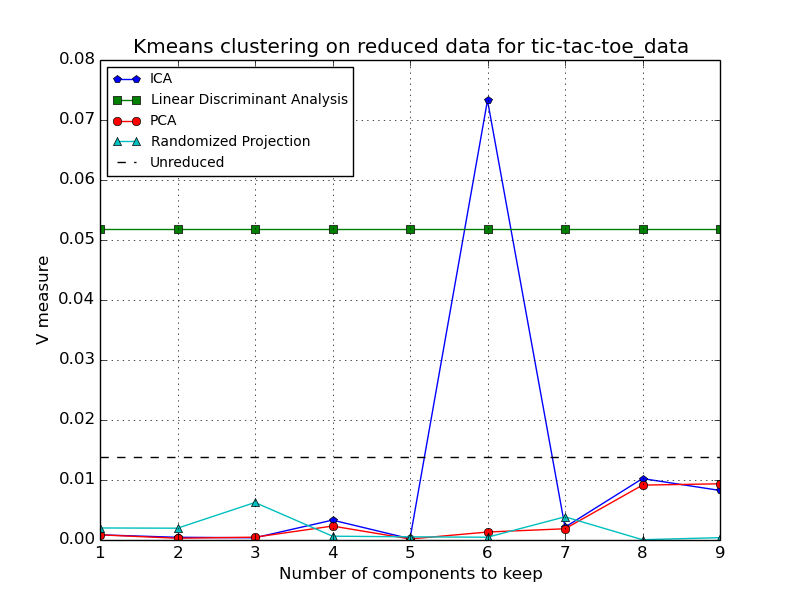 Kmeans clustering on reduced data for tic-tac-toe_data
0.08
0.07
0.06
0.05
0.04
0.03
0.02
0.01
0.00
V measure
ICA
Linear Discriminant Analysis
PCA
Randomized Projection
Unreduced
1 2 3 4 5 6 7 8 9
Number of components to keep